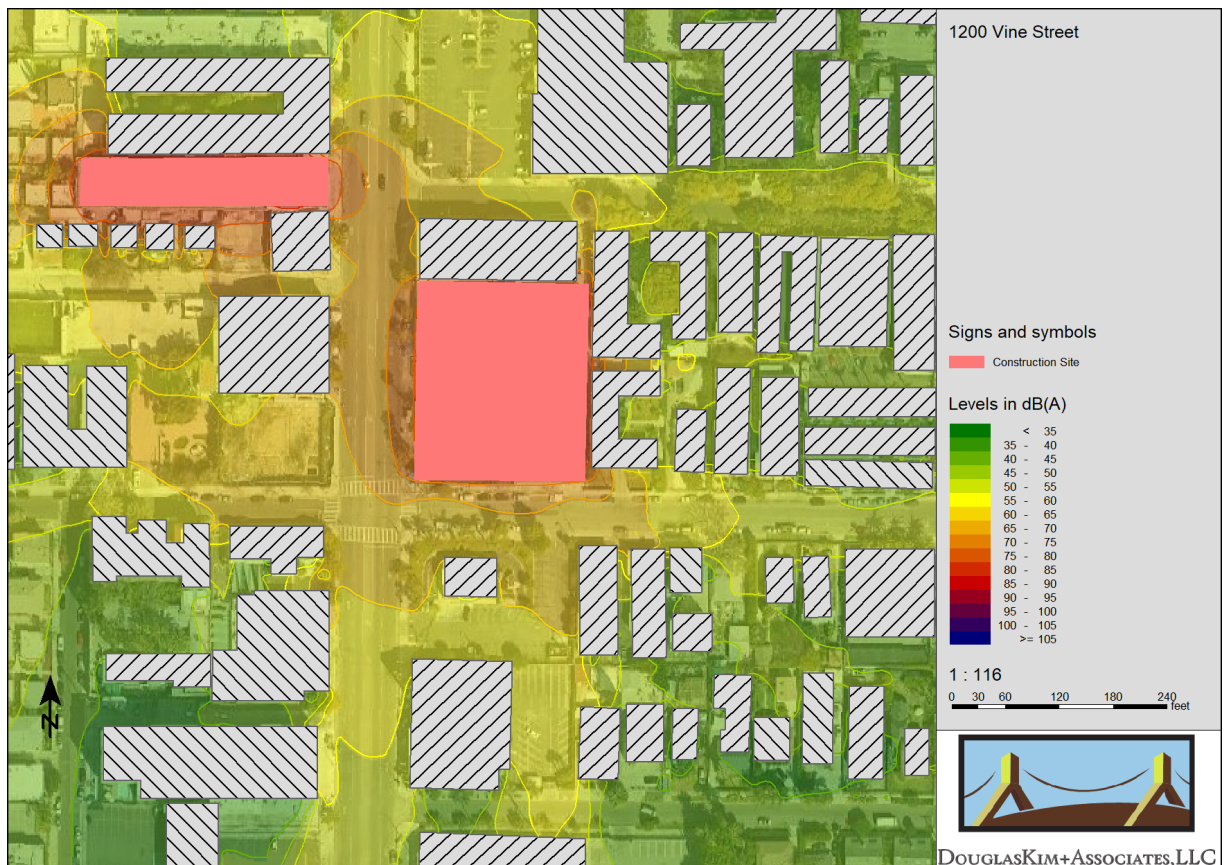 1200 Vine Street
Signs and symbols
Construction Site
Levels in dB(A)
< 35
35 - 40
40 - 45
45 - 50
50 - 55
55 - 60
60 - 65
65 - 70
70 - 75
75 - 80
80 - 85
85 - 90
90 - 95
95 - 100
100 - 105
>= 105
1 : 116
0 30 60 120 180 240
feet
N
DOUGLASKIM+ASSOCIATES,LLC